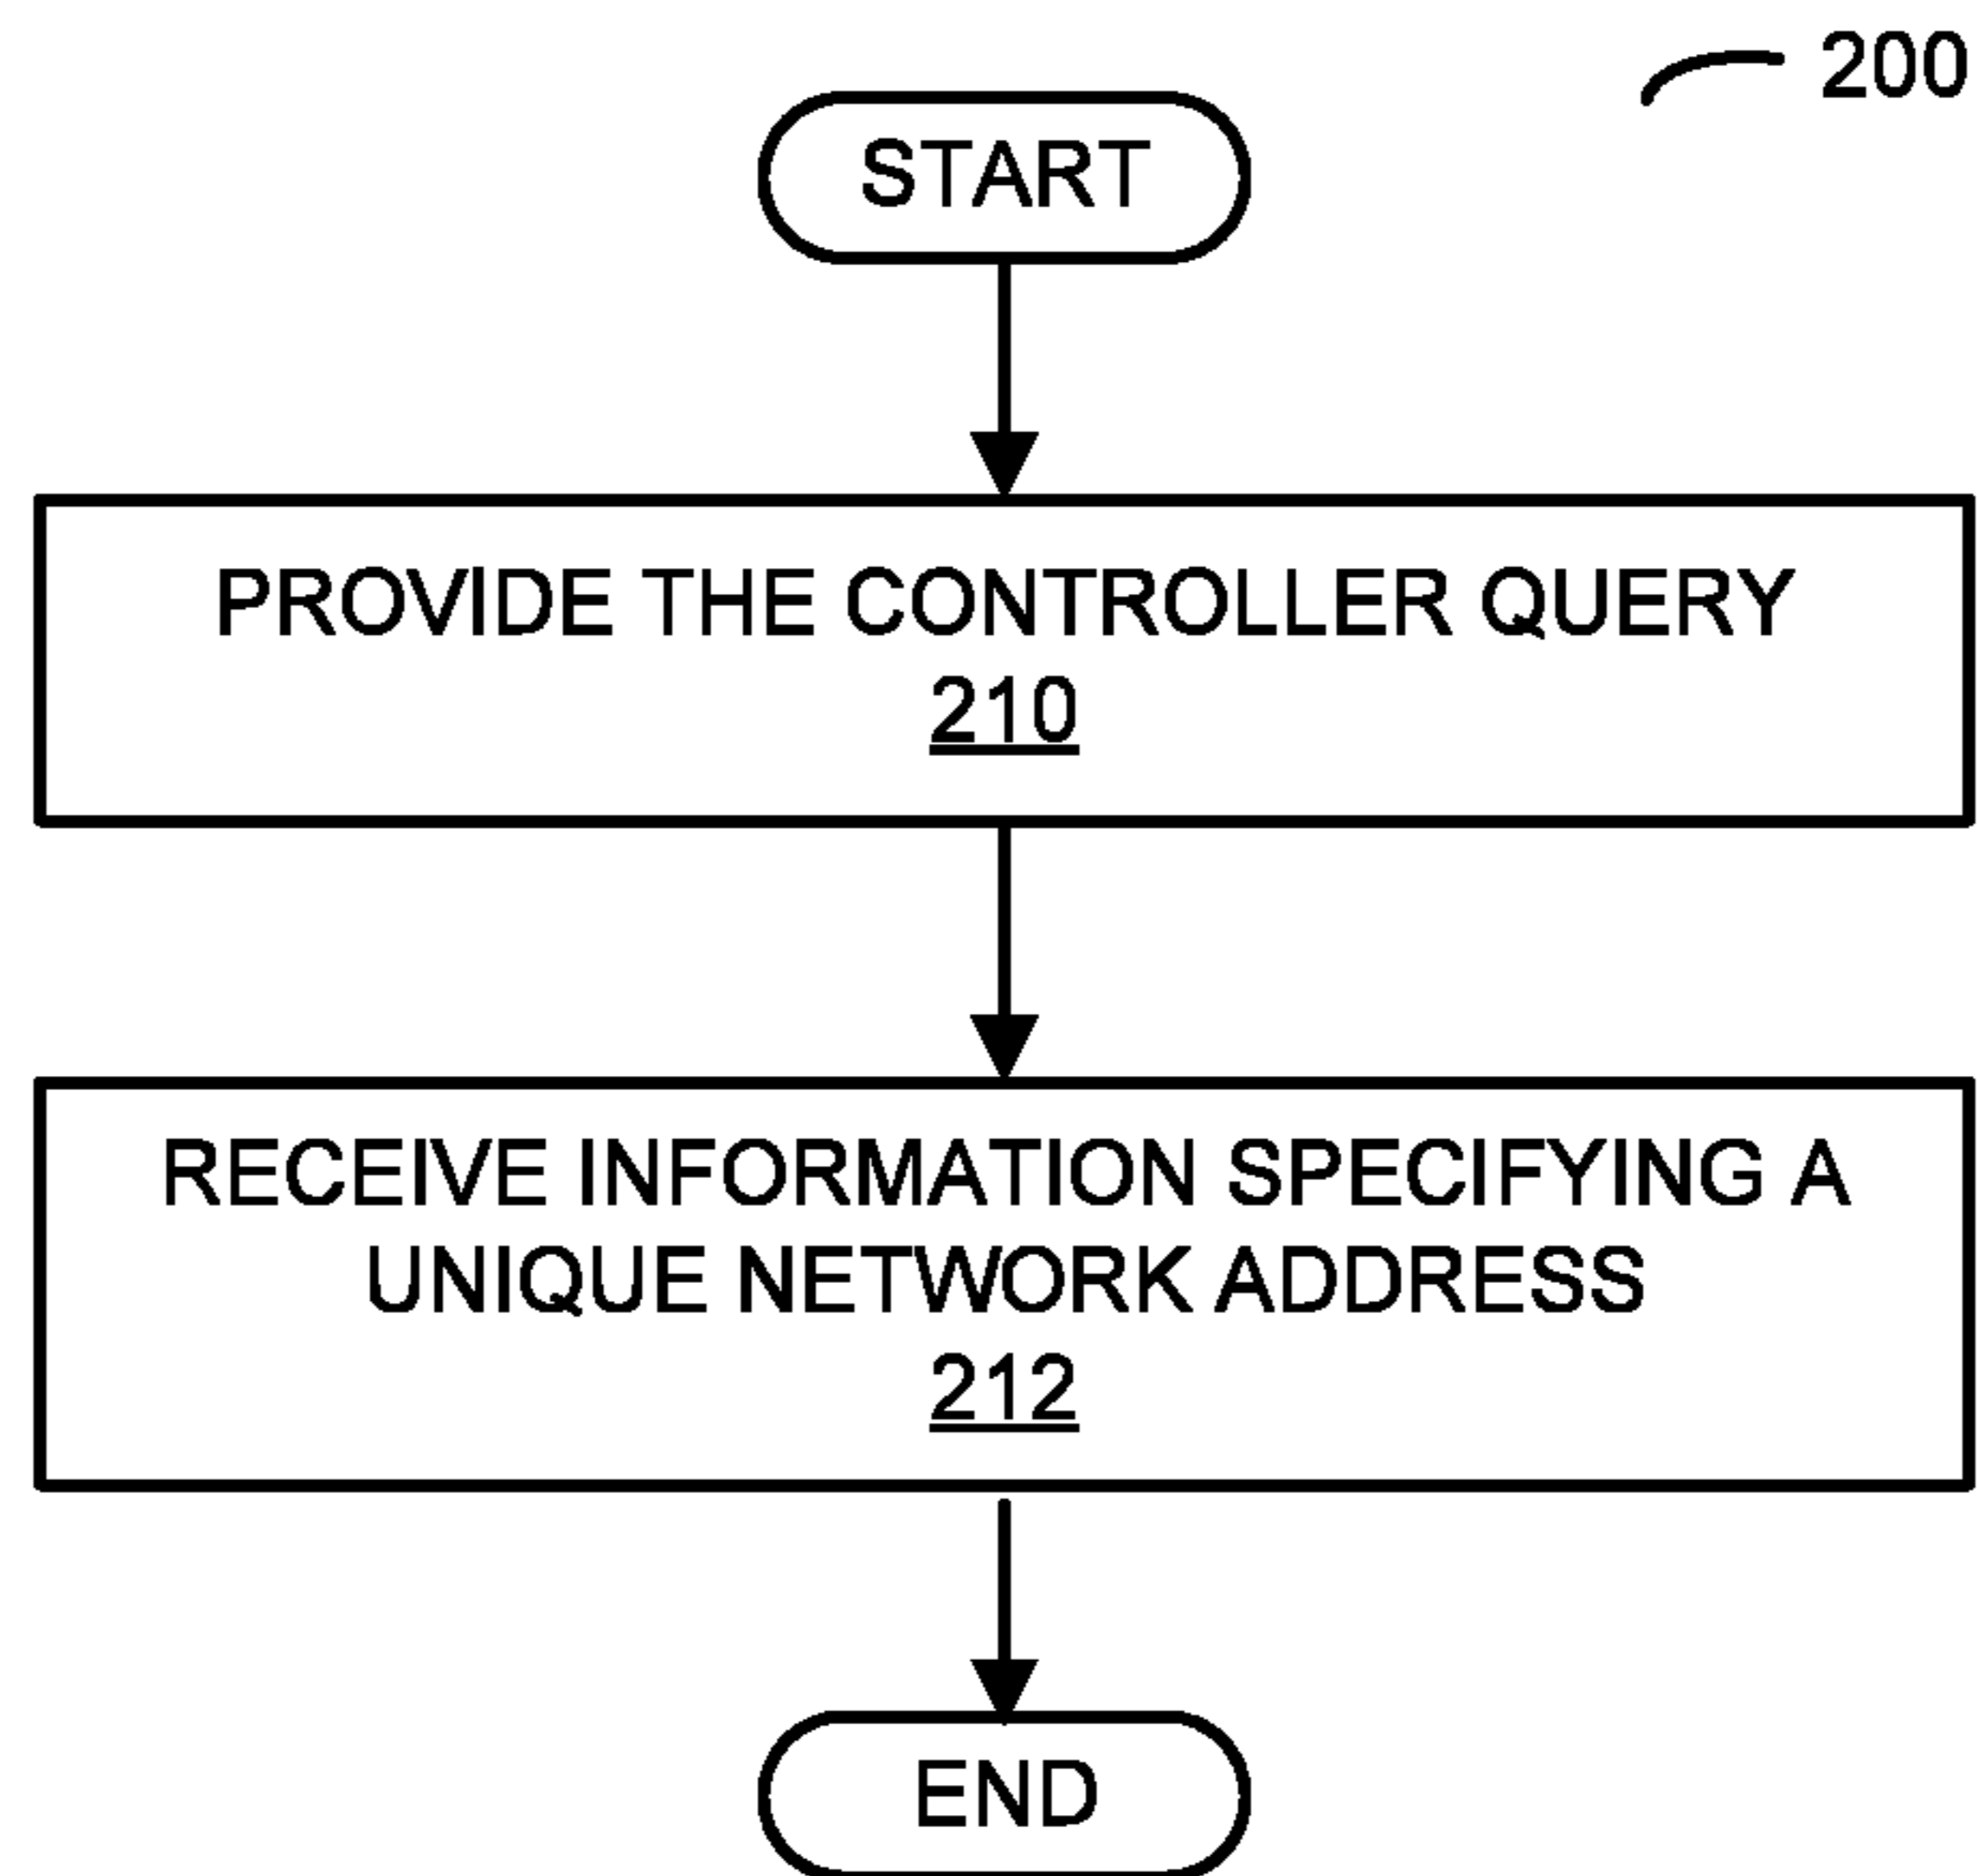 200
START
PROVIDE THE CONTROLLER QUERY
210
RECEIVE INFORMATION SPECIFYING A
UNIQUE NETWORK ADDRESS
212
END